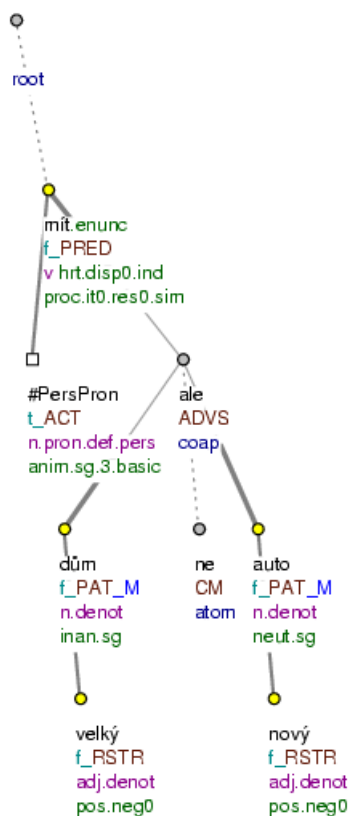 root
mít.enunc
f_PRED
v hrt.disp0.ind
proc.it0.res0.sim
#PersPron
t_ACT
n.pron.def.pers
anim.sg.3.basic
ale
ADVS
coap
dům
f_PAT_M
n.denot
inan.sg
ne
CM
atom
auto
f_PAT_M
n.denot
neut.sg
velký
f_RSTR
adj.denot
pos.neg0
nový
f_RSTR
adj.denot
pos.neg0